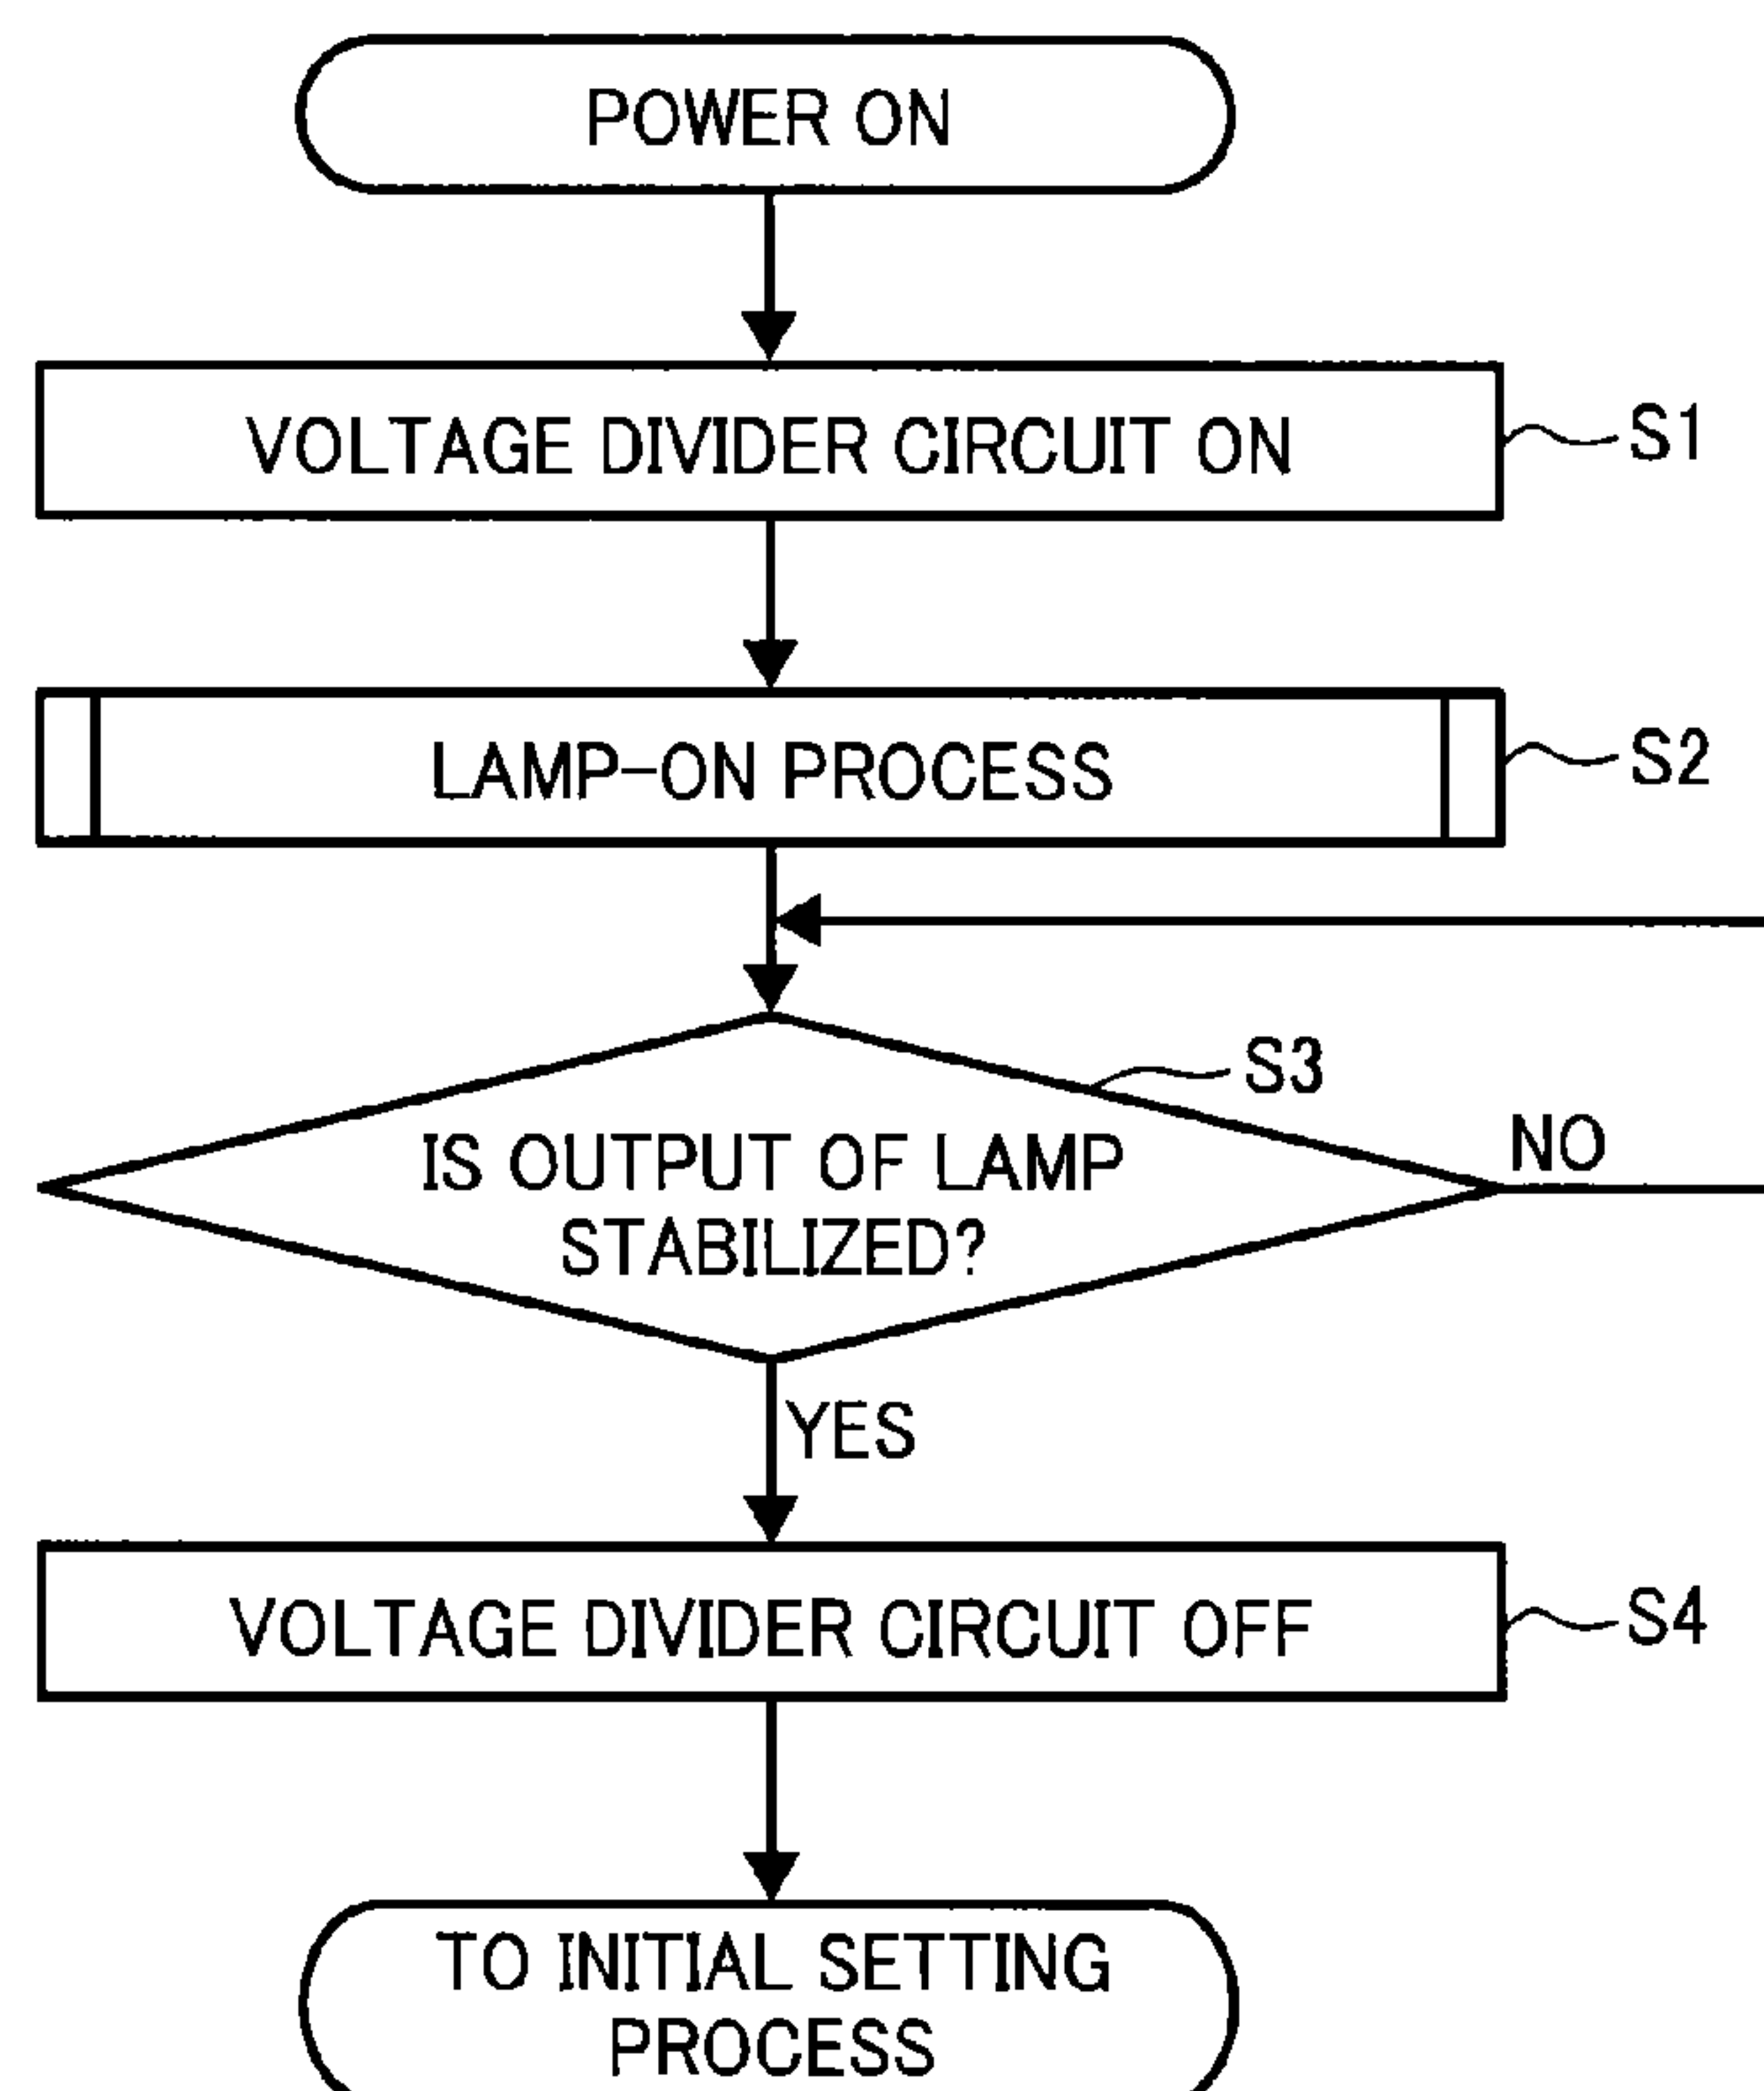 POWER ON
VOLTAGE DIVIDER CIRCUIT ON
S1
LAMP-ON PROCESS
S2
S3
IS OUTPUT OF LAMP
STABILIZED?
NO
YES
VOLTAGE DIVIDER CIRCUIT OFF
S4
TO INITIAL SETTING
PROCESS